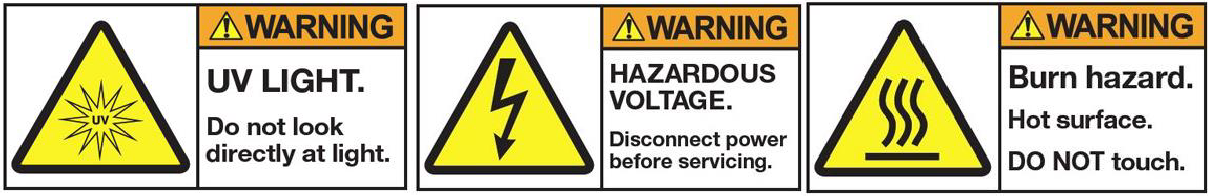 WARNING
UV LIGHT.
UV
Do not look
directly at light.
WARNING
HAZARDOUS
VOLTAGE.
Disconnect power
before servicing.
WARNING
Burn hazard.
Hot surface.
DO NOT touch.